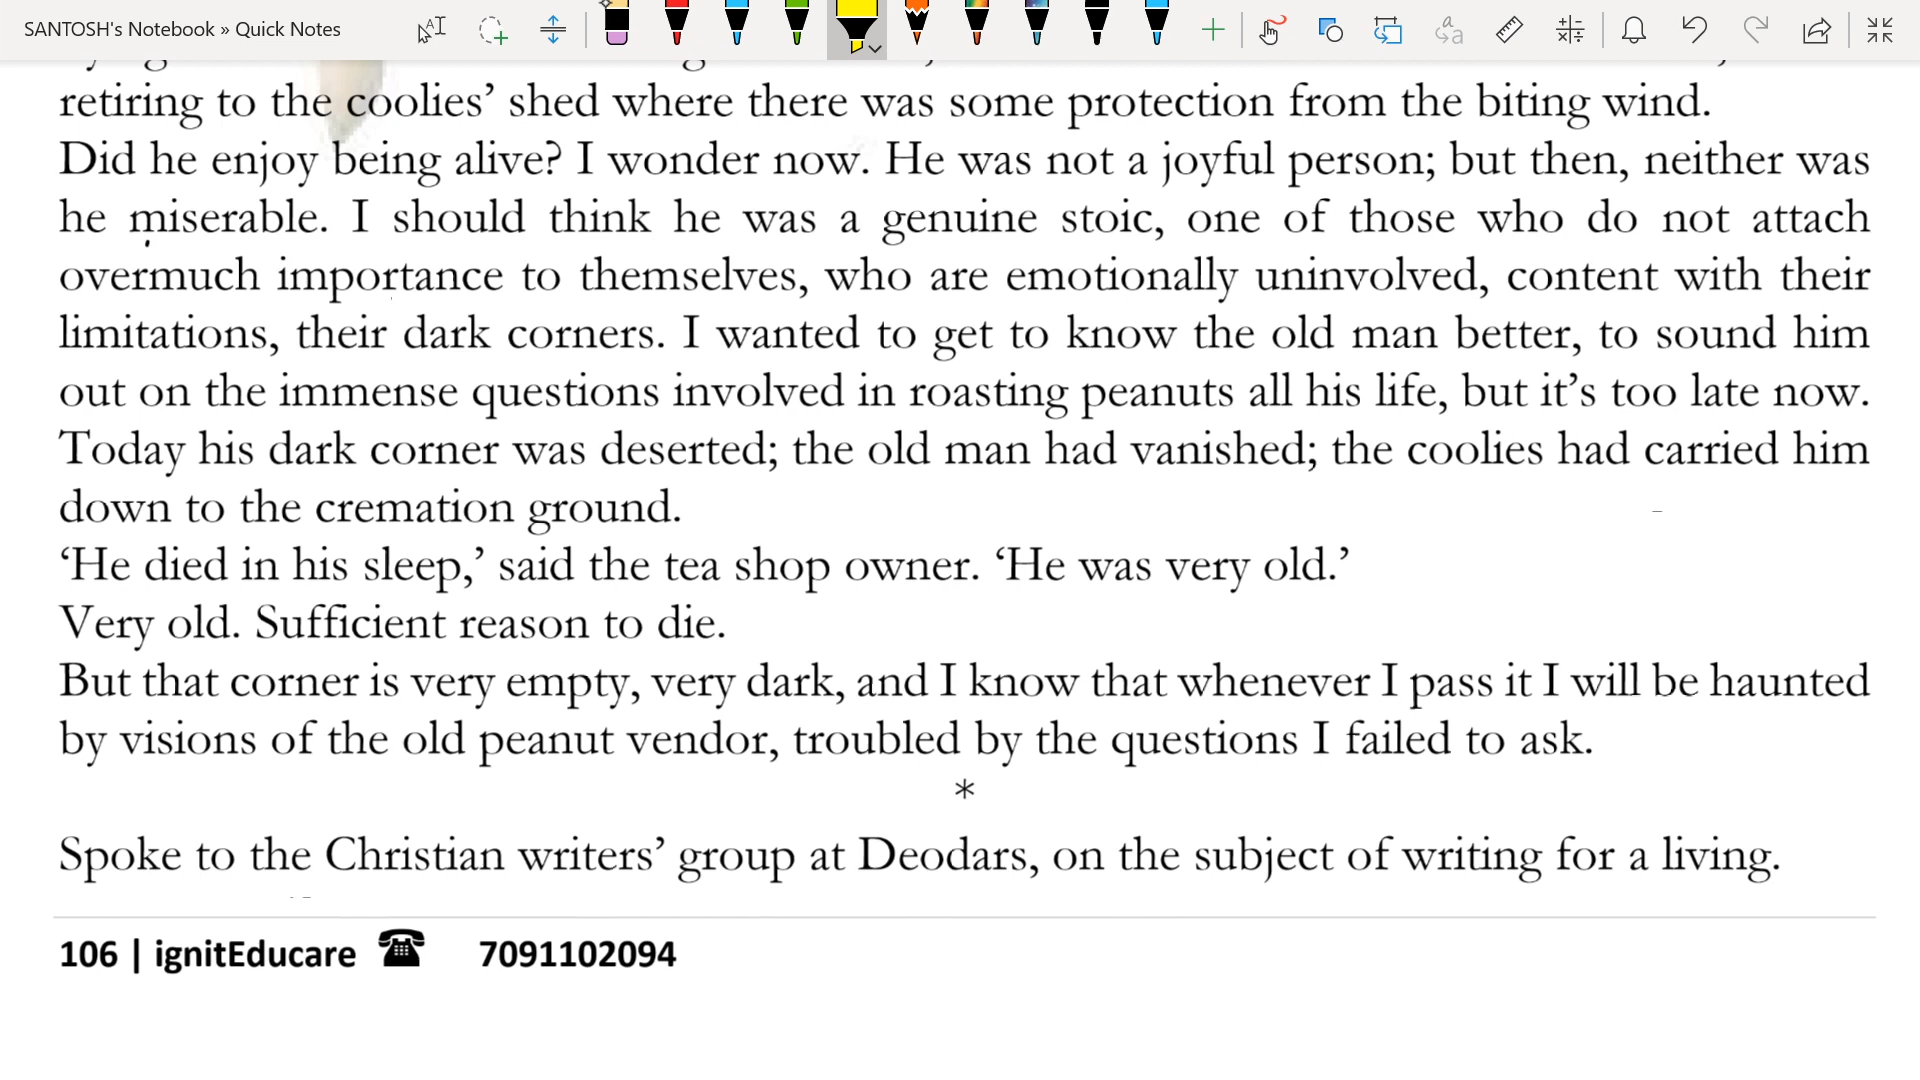 SANTOSH's Notebook » Quick Notes
retiring to the coolies’ shed where there was some protection from the biting wind.
Did he enjoy being alive? I wonder now. He was not a joyful person; but then, neither was
he miserable. I should think he was a genuine stoic, one of those who do not attach
overmuch importance to themselves, who are emotionally uninvolved, content with their
limitations, their dark corners. I wanted to get to know the old man better, to sound him
out on the immense questions involved in roasting peanuts all his life, but it’s too late now.
Today his dark corner was deserted; the old man had vanished; the coolies had carried him
down to the cremation ground.
‘He died in his sleep,’ said the tea shop owner. ‘He was very old.’
Very old. Sufficient reason to die.
But that corner is very empty, very dark, and I know that whenever I pass it I will be haunted
by visions of the old peanut vendor, troubled by the questions I failed to ask.
*
Spoke to the Christian writers’ group at Deodars, on the subject of writing for a living.
106 | ignitEducare ☎ 7091102094